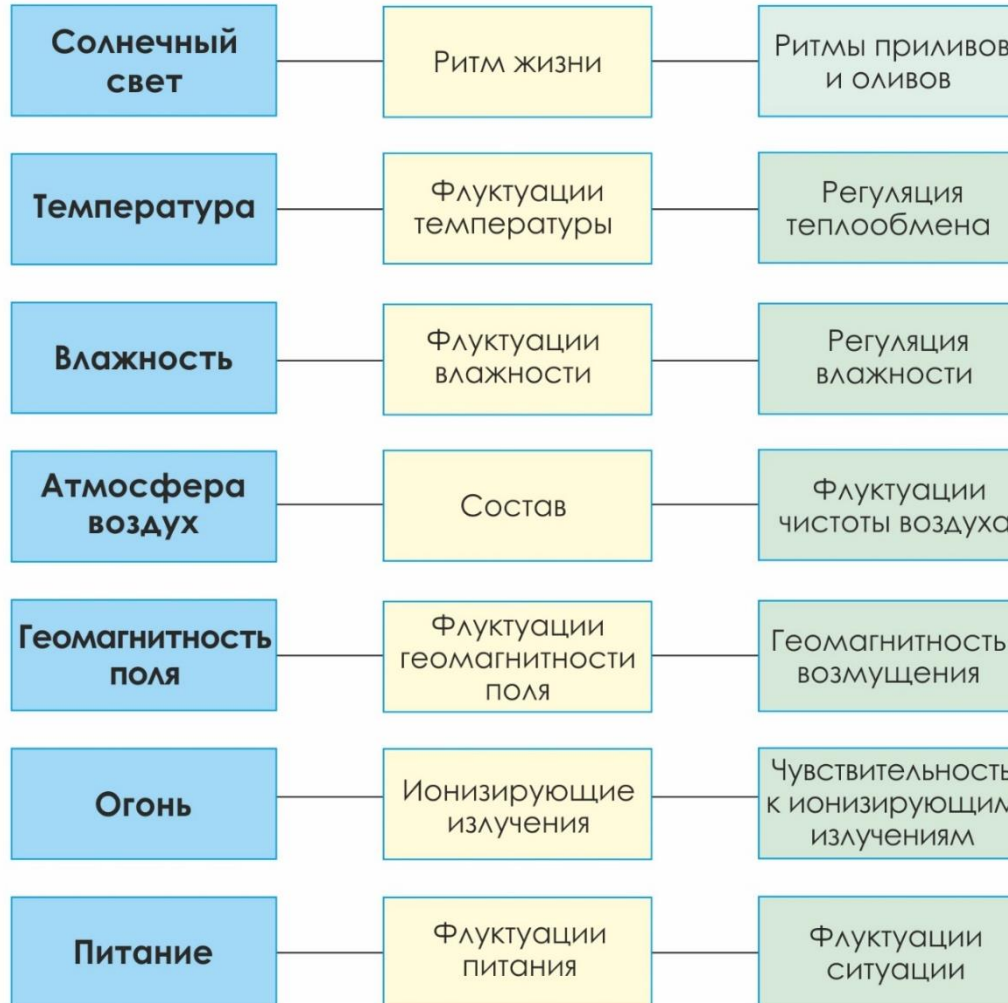 Солнечный
свет
Ритм жизни
Ритмы приливов
и оливов
Температура
Флуктуации
температуры
Регуляция
теплообмена
Влажность
Флуктуации
влажности
Регуляция
влажности
Атмосфера
воздух
Состав
Флуктуации
чистоты воздуха
Геомагнитность
поля
Флуктуации
геомагнитности
поля
Геомагнитность
возмущения
Огонь
Ионизирующие
излучения
Чувствительность
к ионизирующим
излучениям
Питание
Флуктуации
питания
Флуктуации
ситуации